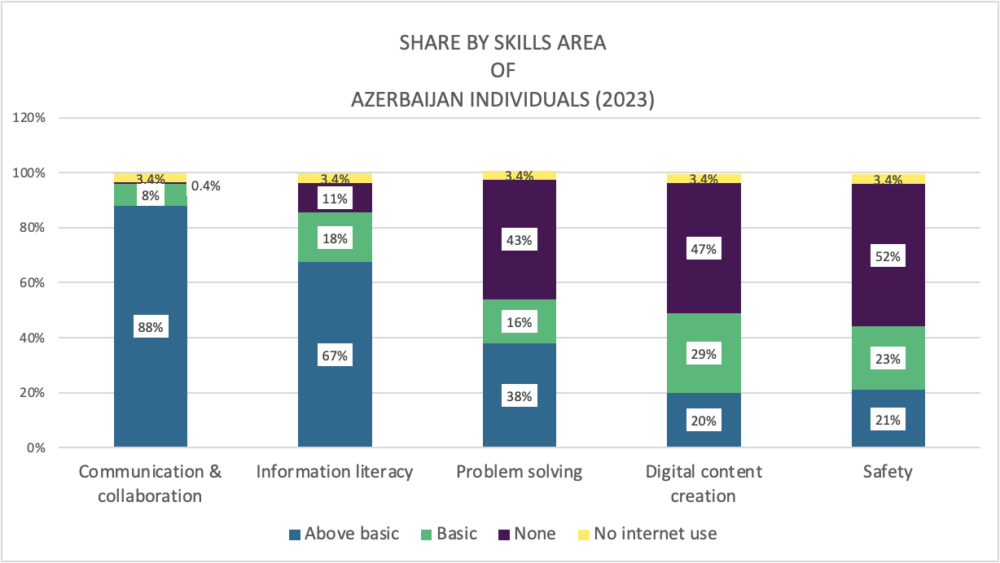 SHARE BY SKILLS AREA
OF
AZERBAIJAN INDIVIDUALS (2023)
120%
100%
80%
60%
40%
20%
0%
3.4%
0.4%
8%
88%
3.4%
11%
18%
67%
3.4%
43%
16%
38%
3.4%
47%
29%
20%
3.4%
52%
23%
21%
Communication &
collaboration
Information literacy
Problem solving
Digital content
creation
Safety
Above basic
Basic
None
No internet use